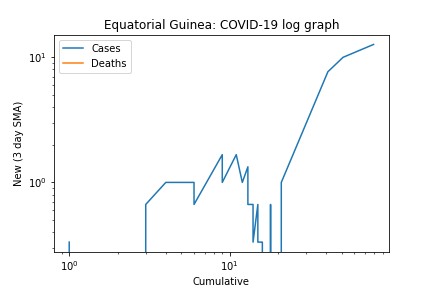 Equatorial Guinea: COVID-19 log graph
Cases
Deaths
New (3 day SMA)
10¹
10⁰
10⁰
10¹
Cumulative